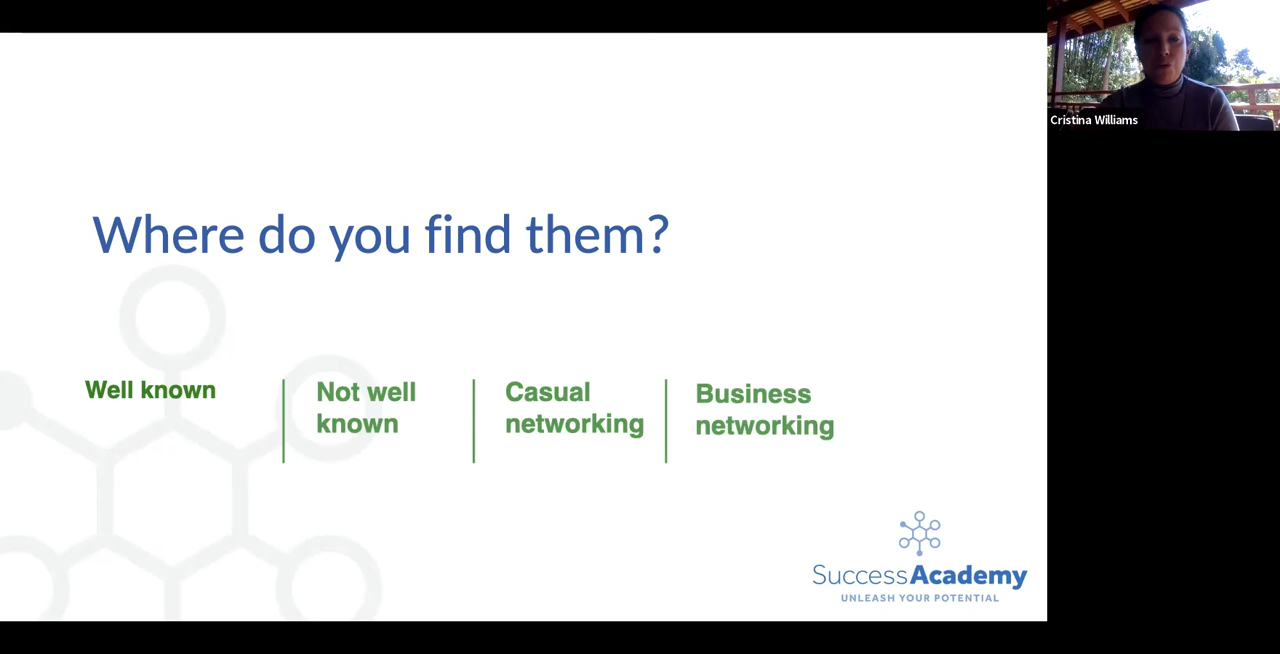 Cristina Williams
Where do you find them?
Well known
Not well
known
Casual
networking
Business
networking
SuccessAcademy
UNLEASH YOUR POTENTIAL